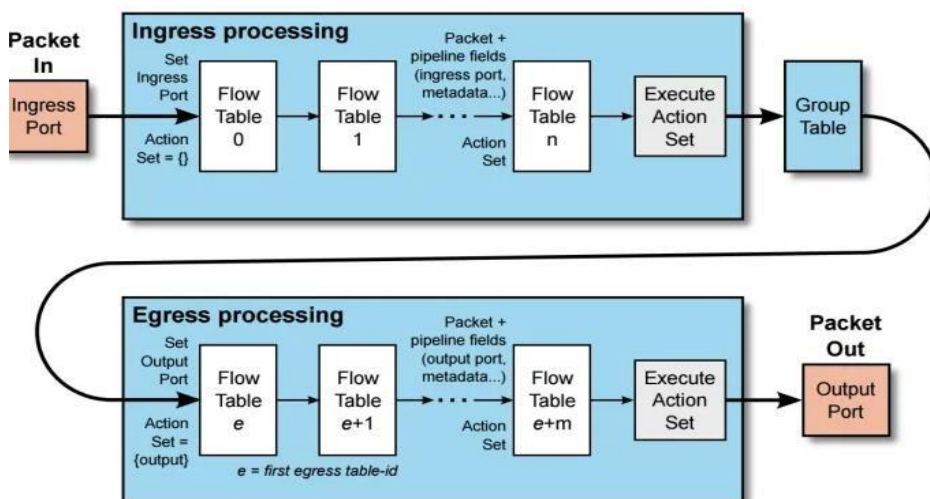 Packet
In
Ingress
Port
Ingress processing
Set
Ingress
Port
Action
Set = {}
Flow
Table
0
Flow
Table
1
Packet +
pipeline fields
(ingress port,
metadata...)
Action
Set
Flow
Table
n
Execute
Action
Set
Group
Table
Egress processing
Set
Output
Port
Action
Set =
{output}
Flow
Table
e
Flow
Table
e+1
e = first egress table-id
Packet +
pipeline fields
(output port,
metadata...)
Action
Set
Flow
Table
e+m
Execute
Action
Set
Packet
Out
Output
Port